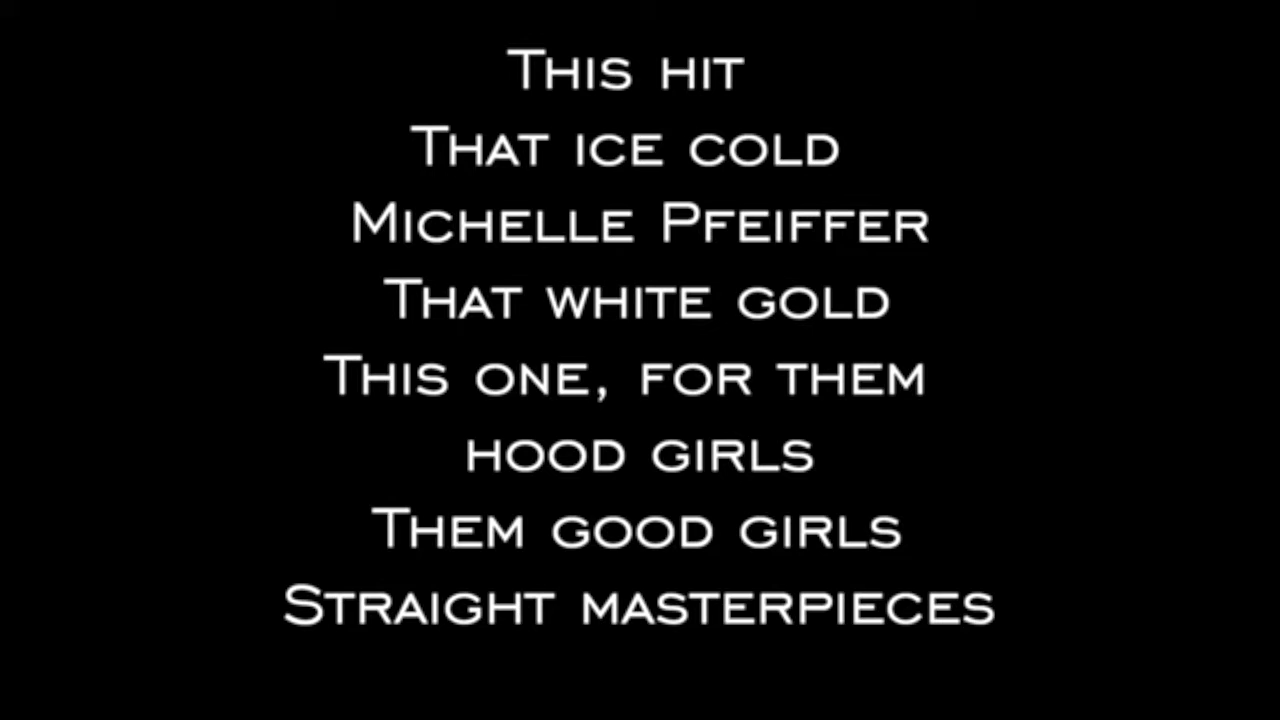 This hit
That ice cold
Michelle Pfeiffer
That white gold
This one, for them
hood girls
Them good girls
Straight masterpieces